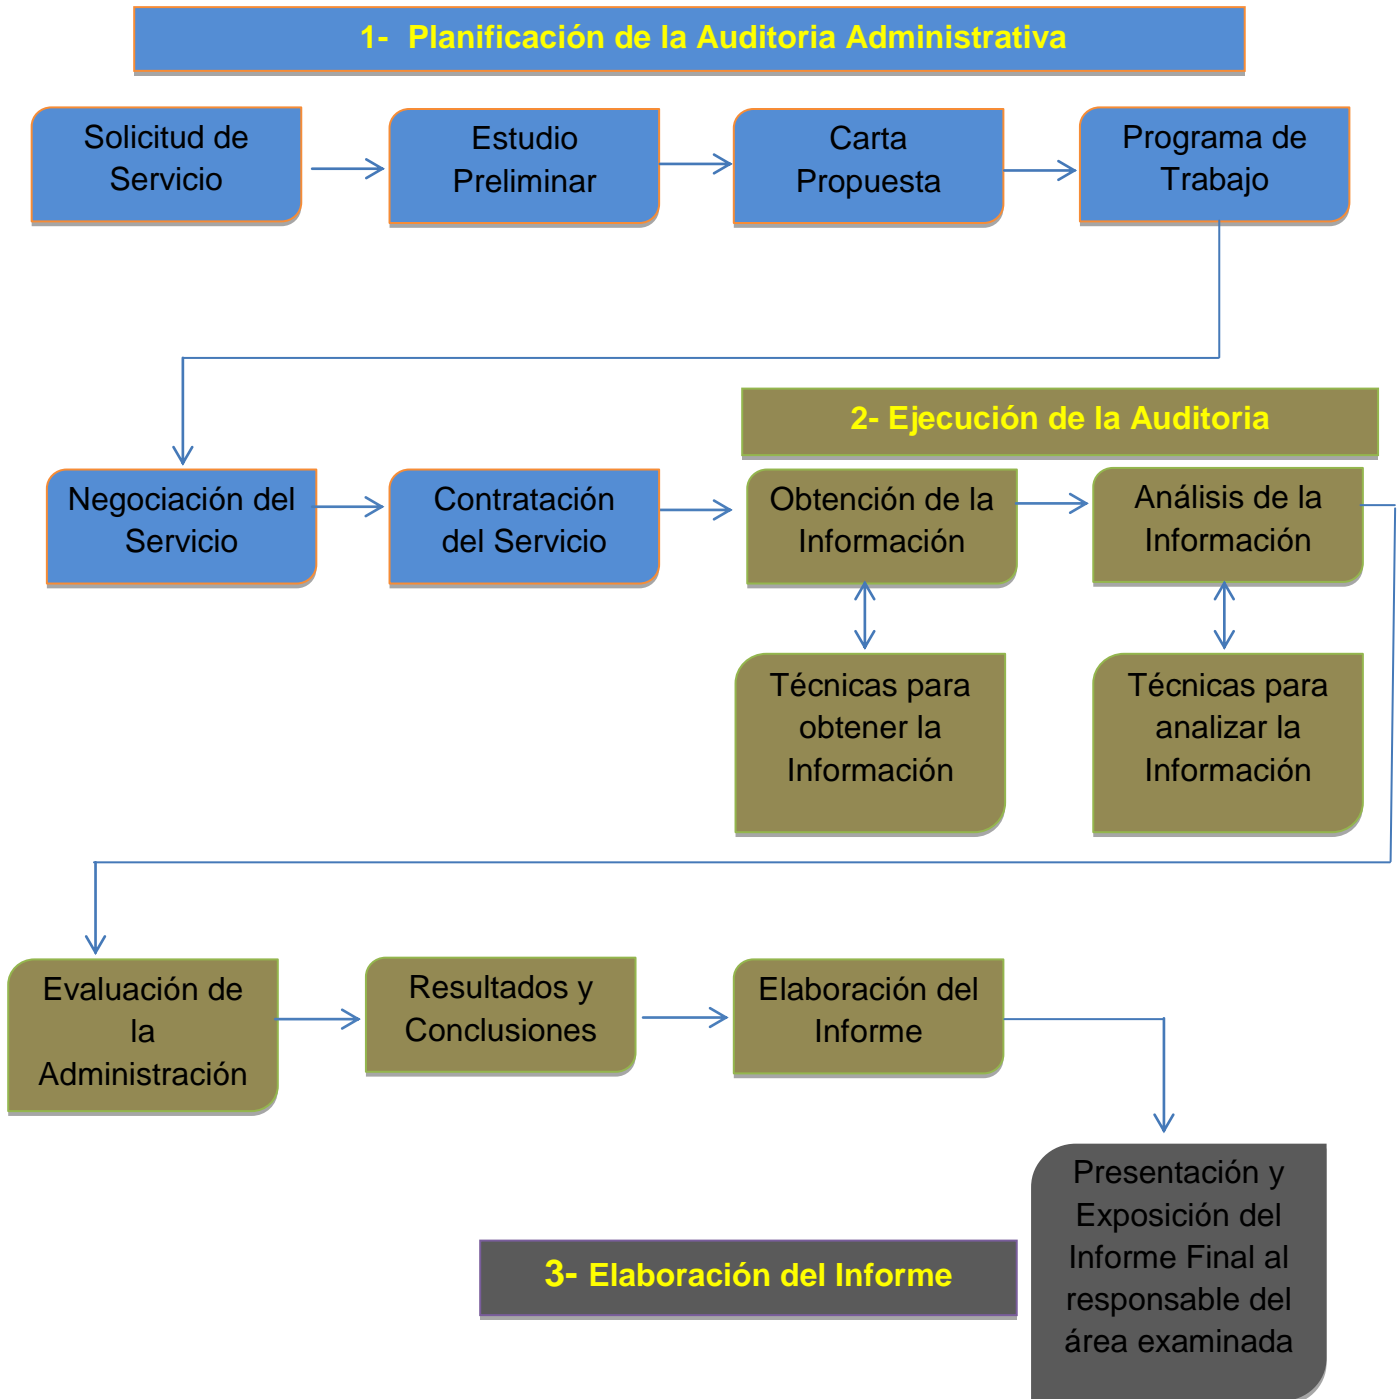 1- Planificación de la Auditoria Administrativa
Solicitud de
Servicio
Estudio
Preliminar
Carta
Propuesta
Programa de
Trabajo
2- Ejecución de la Auditoria
Negociación del
Servicio
Contratación
del Servicio
Obtención de la
Información
Análisis de la
Información
Técnicas para
obtener la
Información
Técnicas para
analizar la
Información
Evaluación de
la
Administración
Resultados y
Conclusiones
Elaboración del
Informe
Presentación y
Exposición del
Informe Final al
responsable del
área examinada
3- Elaboración del Informe